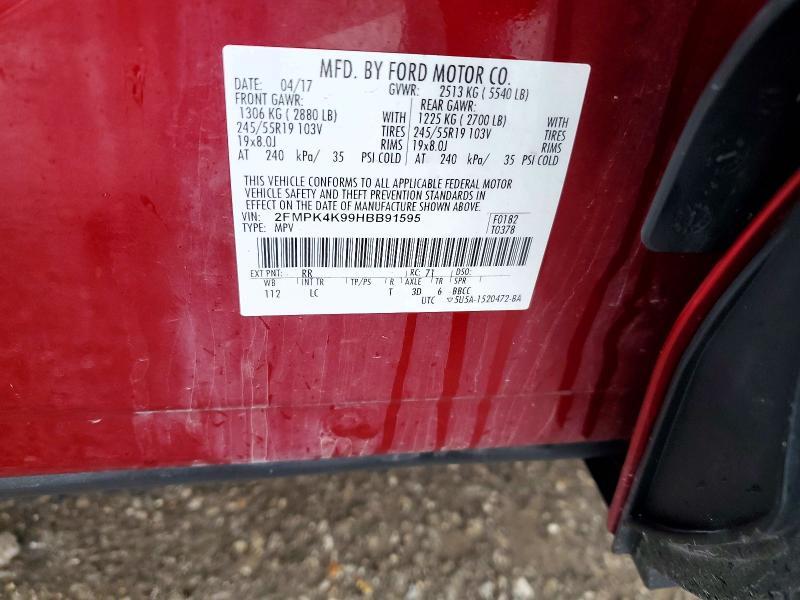 MFD. BY FORD MOTOR CO.
DATE: 04/17 GVWR: 2513 KG ( 5540 LB)
FRONT GAWR: REAR GAWR:
1306 KG ( 2880 LB) WITH 1225 KG ( 2700 LB) WITH
245/55R19 103V TIRES 245/55R19 103V TIRES
19x8.0J RIMS 19x8.0J RIMS
AT 240 kPa/ 35 PSI COLD AT 240 kPa/ 35 PSI COLD
THIS VEHICLE CONFORMS TO ALL APPLICABLE FEDERAL MOTOR
VEHICLE SAFETY AND THEFT PREVENTION STANDARDS IN
EFFECT ON THE DATE OF MANUFACTURE SHOWN ABOVE.
VIN: 2FMPK4K99HBB91595 F0182
TYPE: MPV T0378
EXT PNT: RR RC: 71 DSO:
WB INT TR TP/PS R AXLE TR SPR
112 LC T 3D 6 BBCC
UTC 5U5A-1520472-BA